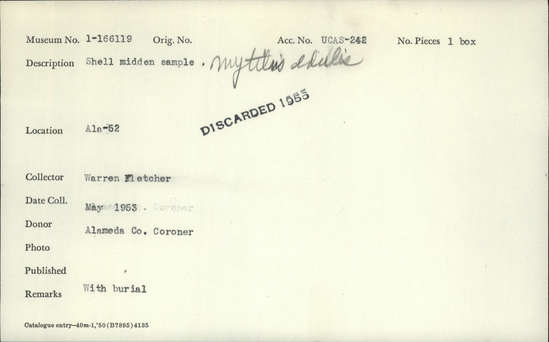 Museum No. 1-166119 Orig. No. Acc. No. UCAS-242 No. Pieces 1 box
Description Shell midden sample . Mytilus edulis
DISCARDED 1955
Location Ala-52
Collector Warren Fletcher
Date Coll. May 1953 . Coroner
Donor Alameda Co. Coroner
Photo
Published
Remarks With burial
Catalogue entry—40m-1,'50 (B7895) 4135